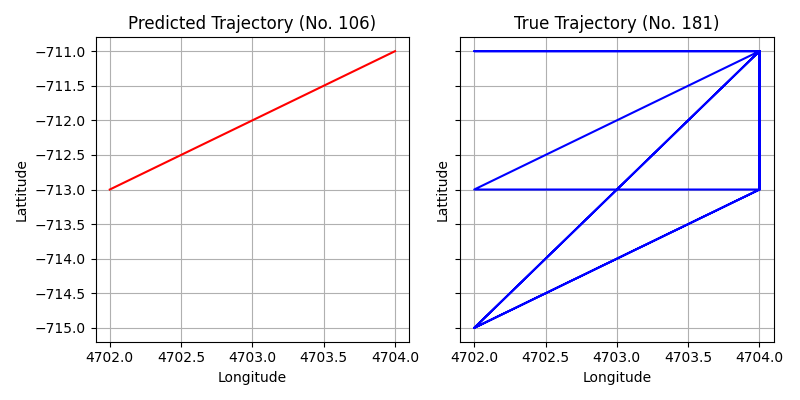 Predicted Trajectory (No. 106)
−711.0
−711.5
−712.0
−712.5
−713.0
−713.5
−714.0
−714.5
−715.0
Lattitude
4702.0 4702.5 4703.0 4703.5 4704.0
Longitude
True Trajectory (No. 181)
Lattitude
4702.0 4702.5 4703.0 4703.5 4704.0
Longitude